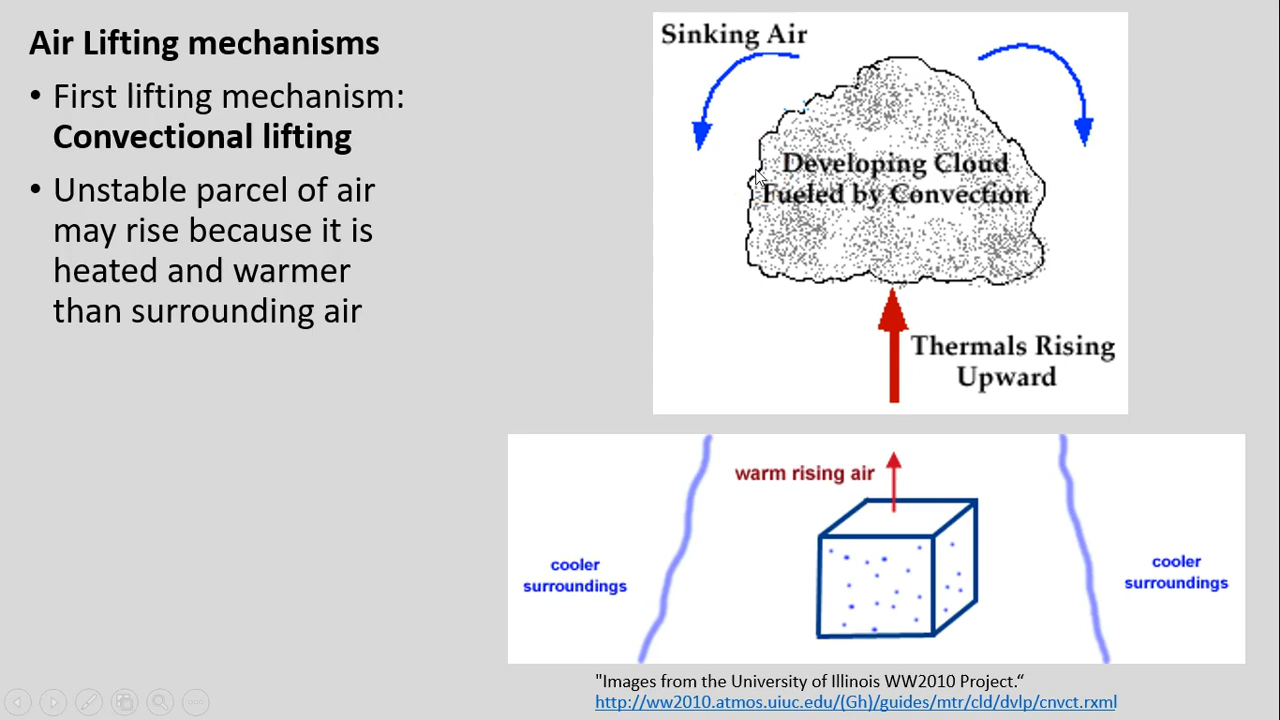 Air Lifting mechanisms
• First lifting mechanism:
Convectional lifting
• Unstable parcel of air
may rise because it is
heated and warmer
than surrounding air
Sinking Air
Developing Cloud
Fueled by Convection
Thermals Rising
Upward
warm rising air
cooler
surroundings
cooler
surroundings
"Images from the University of Illinois WW2010 Project.“
http://ww2010.atmos.uiuc.edu/(Gh)/guides/mtr/cld/dvlp/cnvct.rxml